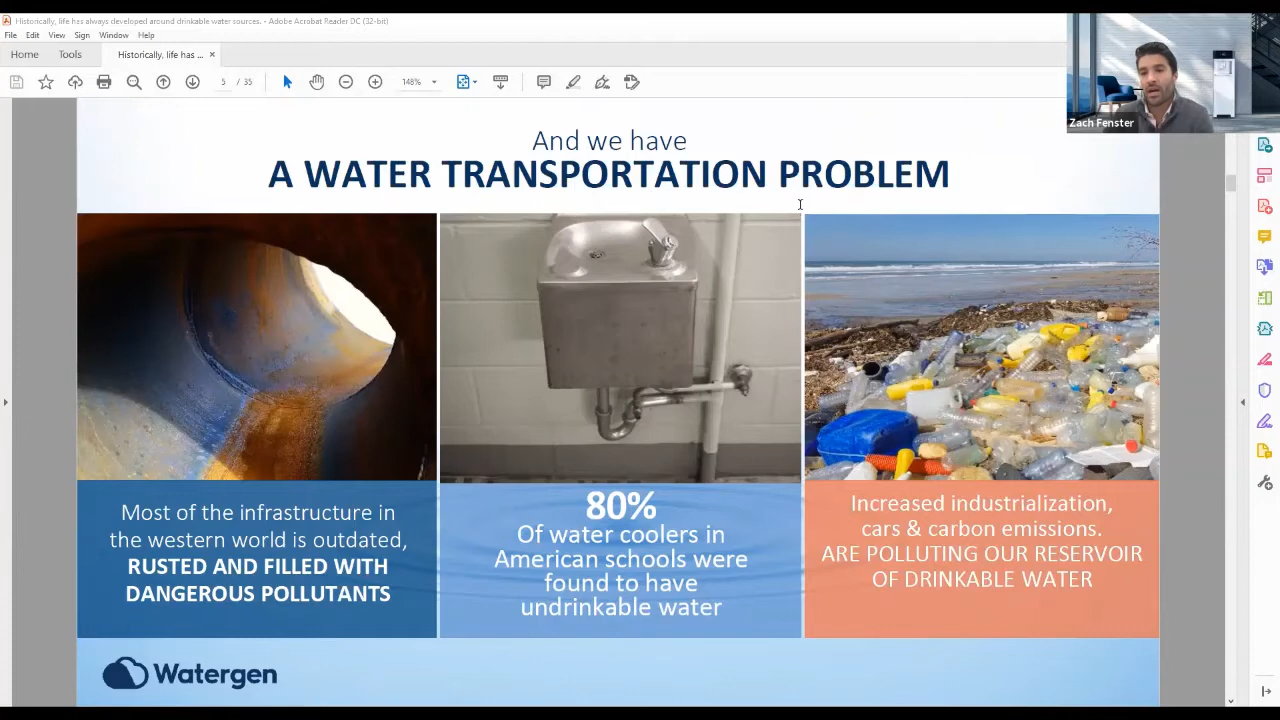 Historically, life has always developed around drinkable water sources. - Adobe Acrobat Reader DC (32-bit)
File Edit View Sign Window Help
Home Tools Historically, life has ... ×
5 / 35 148%
Zach Fenster
And we have
A WATER TRANSPORTATION PROBLEM
Most of the infrastructure in
the western world is outdated,
RUSTED AND FILLED WITH
DANGEROUS POLLUTANTS
80%
Of water coolers in
American schools were
found to have
undrinkable water
Increased industrialization,
cars & carbon emissions.
ARE POLLUTING OUR RESERVOIR
OF DRINKABLE WATER
Watergen